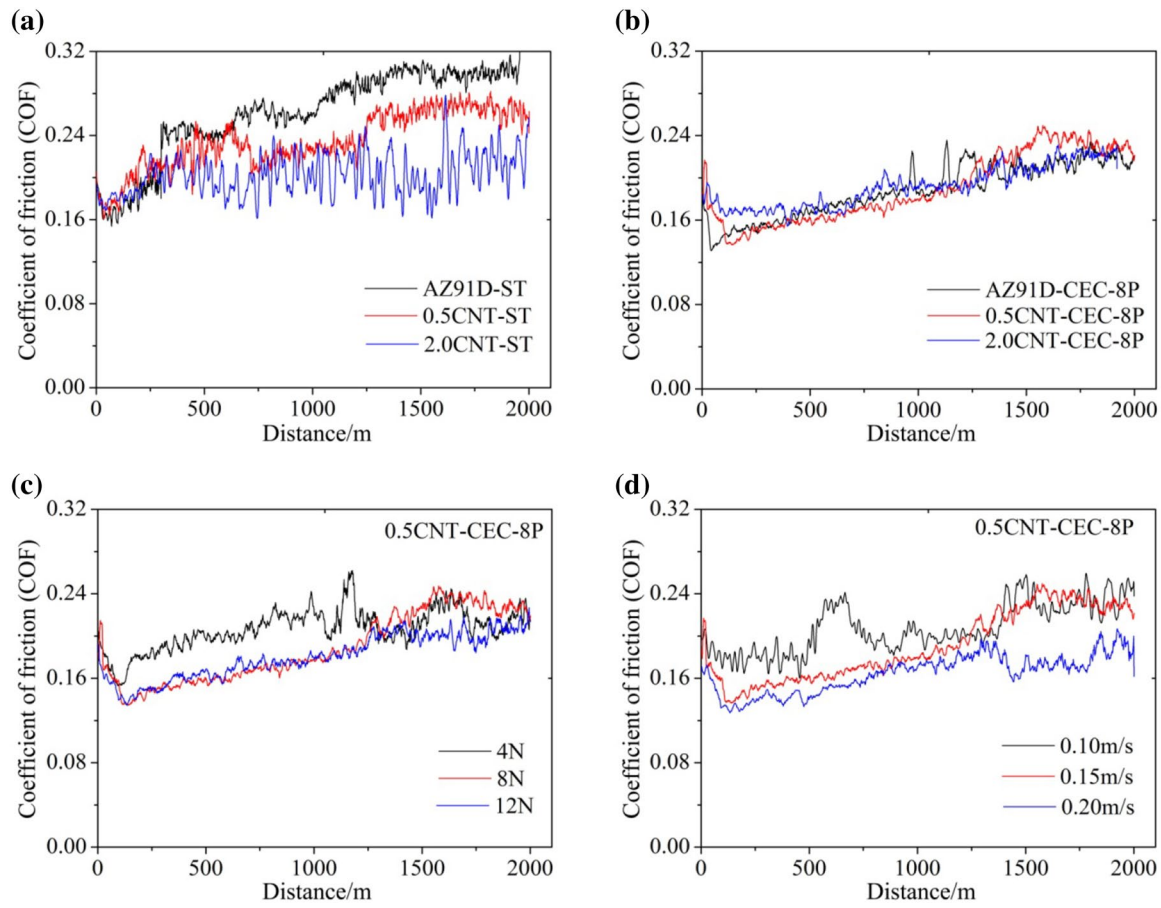 (a)
Coefficient of friction (COF)
0.32
0.24
0.16
0.08
0.00
AZ91D-ST
0.5CNT-ST
2.0CNT-ST
0 500 1000 1500 2000
Distance/m
(b)
Coefficient of friction (COF)
0.32
0.24
0.16
0.08
0.00
AZ91D-CEC-8P
0.5CNT-CEC-8P
2.0CNT-CEC-8P
0 500 1000 1500 2000
Distance/m
(c)
Coefficient of friction (COF)
0.32
0.24
0.16
0.08
0.00
0.5CNT-CEC-8P
4N
8N
12N
0 500 1000 1500 2000
Distance/m
(d)
Coefficient of friction (COF)
0.32
0.24
0.16
0.08
0.00
0.5CNT-CEC-8P
0.10m/s
0.15m/s
0.20m/s
0 500 1000 1500 2000
Distance/m